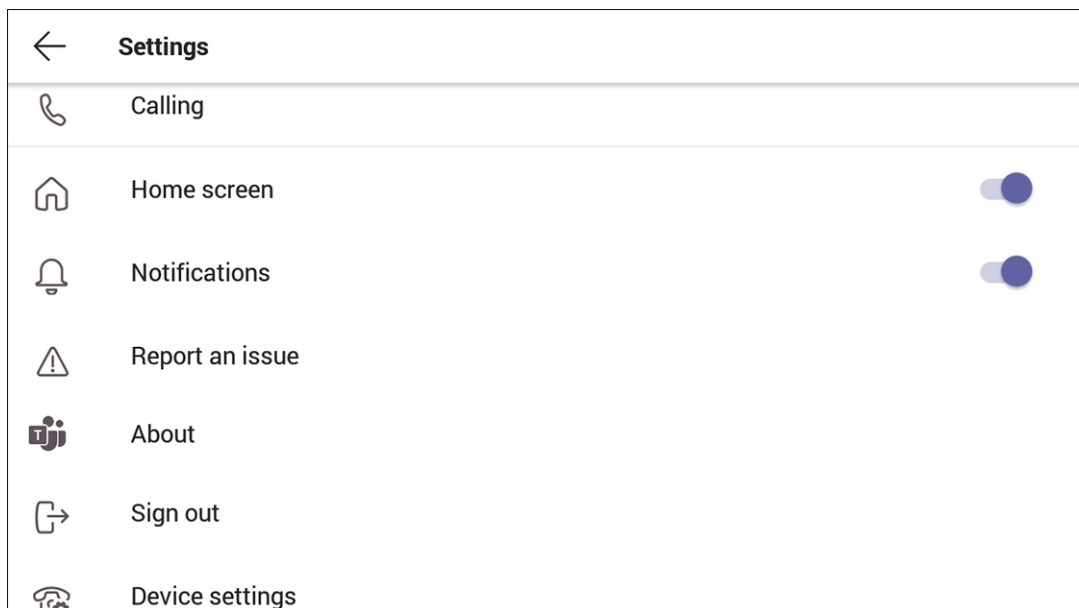 Settings
Calling
Home screen
Notifications
Report an issue
T
About
Sign out
Device settings